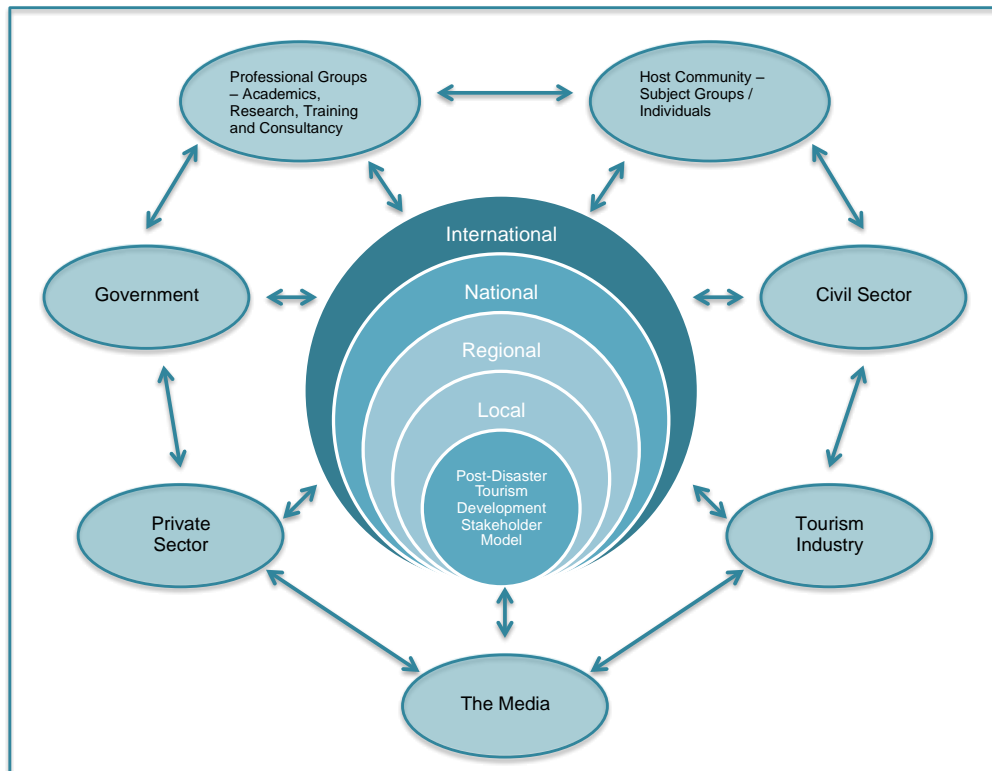 Professional Groups
– Academics,
Research, Training
and Consultancy
Host Community –
Subject Groups /
Individuals
International
Government
National
Civil Sector
Regional
Local
Post-Disaster
Tourism
Development
Stakeholder
Model
Private
Sector
Tourism
Industry
The Media